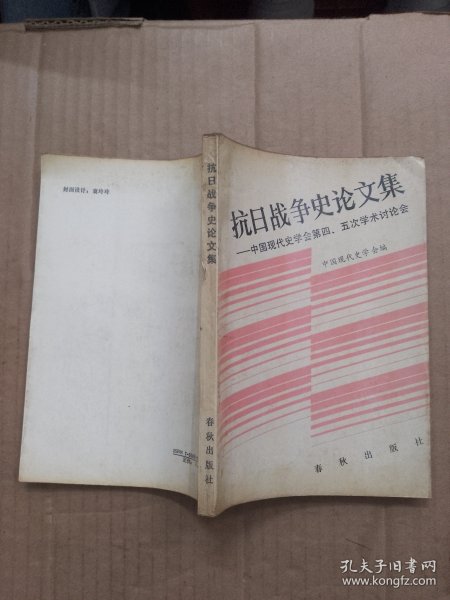 封面设计：
抗日战争史论文集
春秋出版社
抗日战争史论文集
——中国现代史学会第四、五次学术讨论会
中国现代史学会编
春秋出版社
孔夫子旧书网
www.kongfz.com